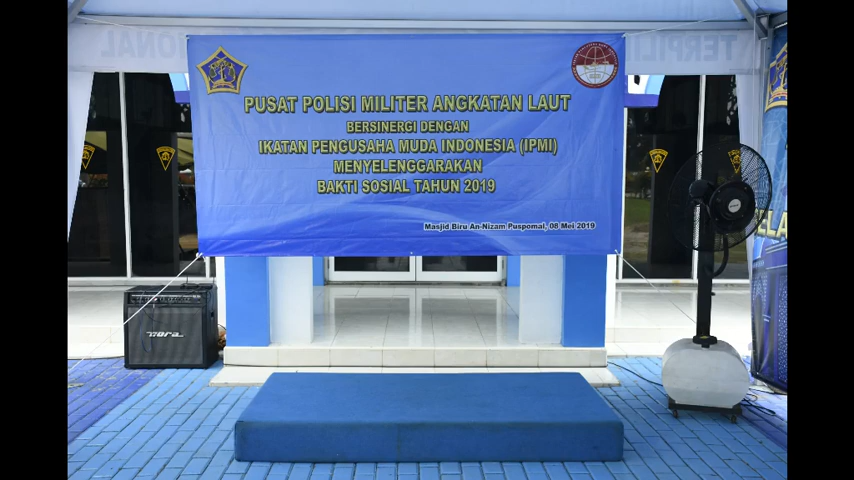 PUSAT POLISI MILITER ANGKATAN LAUT
BERSINERGI DENGAN
IKATAN PENGUSAHA MUDA INDONESIA (IPMI)
MENYELENGGARAKAN
BAKTI SOSIAL TAHUN 2019
Masjid Biru An-Nizam Puspomal, 08 Mei 2019